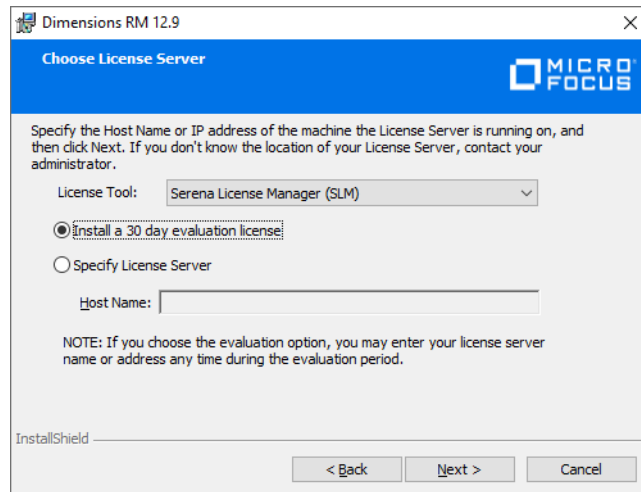 Dimensions RM 12.9
Choose License Server
MICRO
FOCUS
Specify the Host Name or IP address of the machine the License Server is running on, and
then click Next. If you don't know the location of your License Server, contact your
administrator.
License Tool: Serena License Manager (SLM)
Install a 30 day evaluation license
Specify License Server
Host Name:
NOTE: If you choose the evaluation option, you may enter your license server
name or address any time during the evaluation period.
InstallShield
< Back Next > Cancel